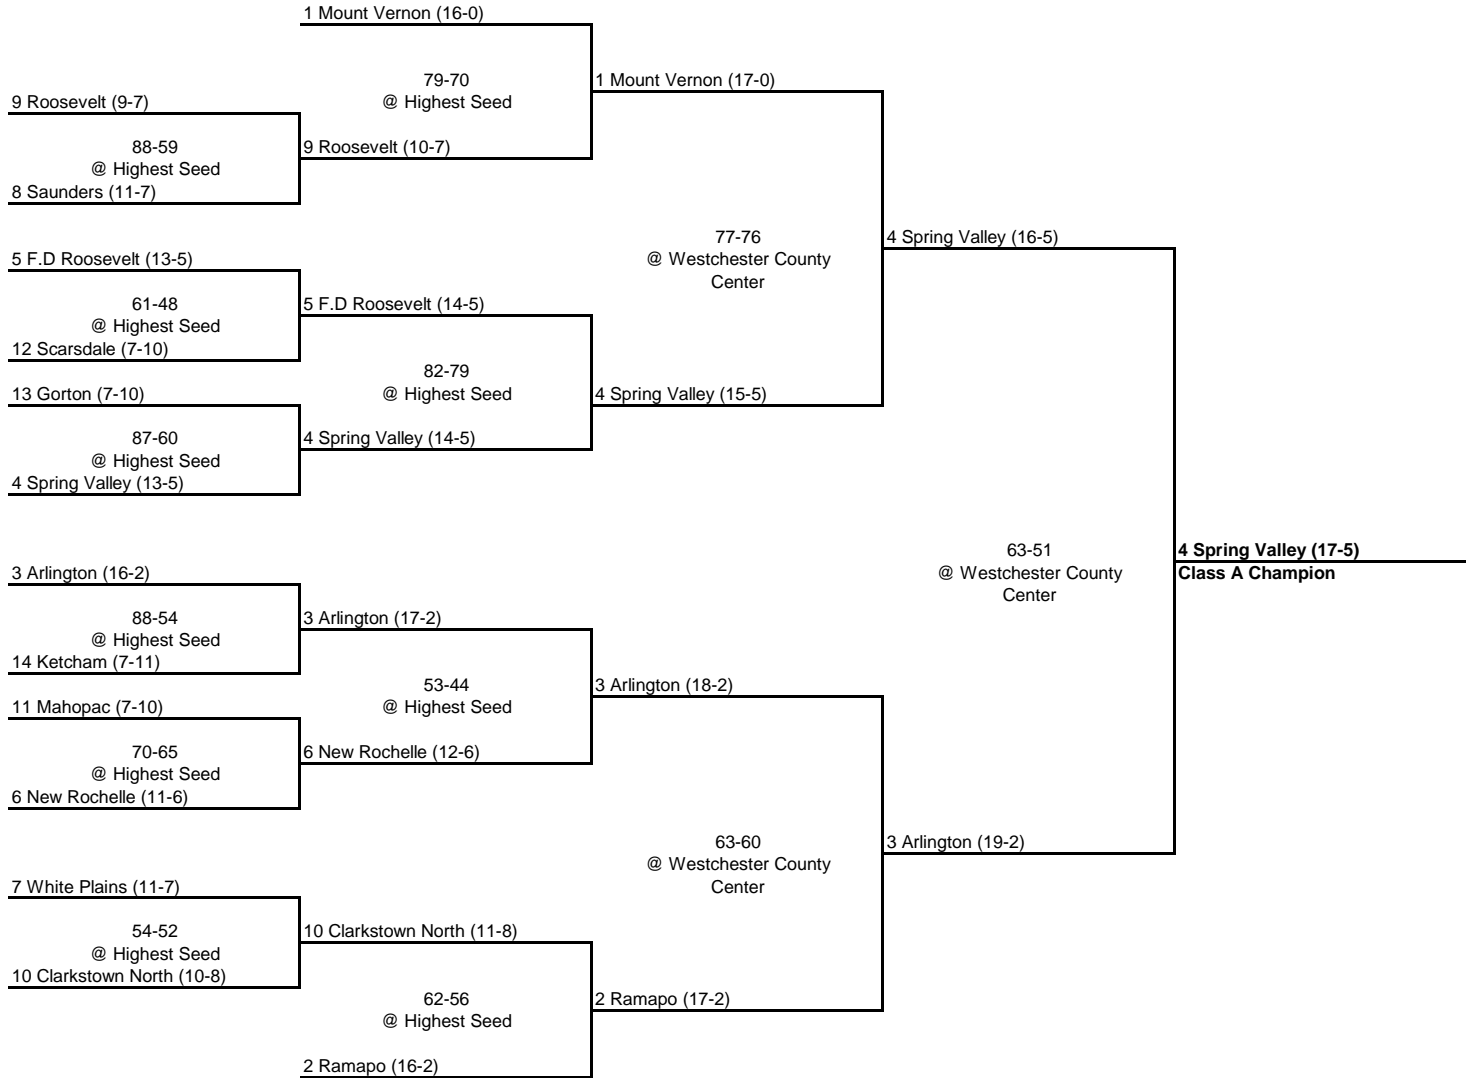 1 Mount Vernon (16-0)
79-70
@ Highest Seed
1 Mount Vernon (17-0)
9 Roosevelt (9-7)
88-59
@ Highest Seed
9 Roosevelt (10-7)
8 Saunders (11-7)
77-76
@ Westchester County
Center
4 Spring Valley (16-5)
5 F.D Roosevelt (13-5)
61-48
@ Highest Seed
5 F.D Roosevelt (14-5)
12 Scarsdale (7-10)
82-79
@ Highest Seed
4 Spring Valley (15-5)
13 Gorton (7-10)
87-60
@ Highest Seed
4 Spring Valley (14-5)
4 Spring Valley (13-5)
63-51
@ Westchester County
Center
4 Spring Valley (17-5)
Class A Champion
3 Arlington (16-2)
88-54
@ Highest Seed
3 Arlington (17-2)
14 Ketcham (7-11)
53-44
@ Highest Seed
3 Arlington (18-2)
11 Mahopac (7-10)
70-65
@ Highest Seed
6 New Rochelle (12-6)
6 New Rochelle (11-6)
63-60
@ Westchester County
Center
3 Arlington (19-2)
7 White Plains (11-7)
54-52
@ Highest Seed
10 Clarkstown North (11-8)
10 Clarkstown North (10-8)
62-56
@ Highest Seed
2 Ramapo (17-2)
2 Ramapo (16-2)